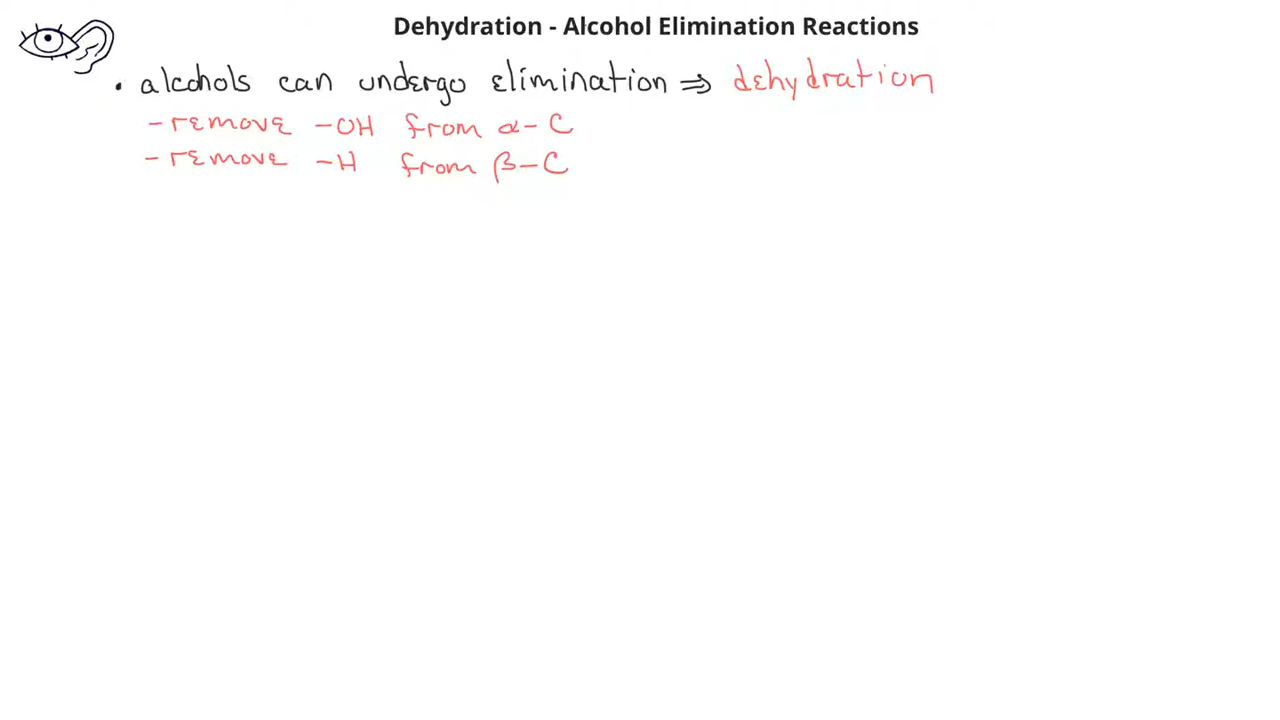 Dehydration - Alcohol Elimination Reactions
• alcohols can undergo elimination ⇒ dehydration
- remove -OH from α-C
- remove -H from β-C